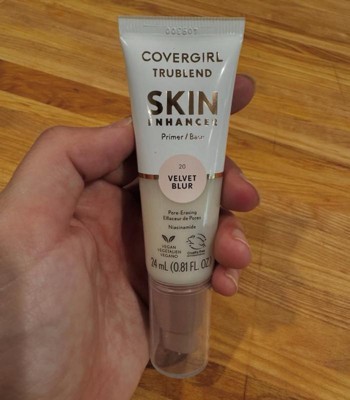 COVERGIRL
TRUBLEND
SKIN
ENHANCER
Primer / Base
20
VELVET
BLUR
Pore-Erasing
Effaceur de Pores
Niacinamide
VEGAN
VÉGÉTALIEN
VEGANO
24 mL (0.81 FL. OZ.)